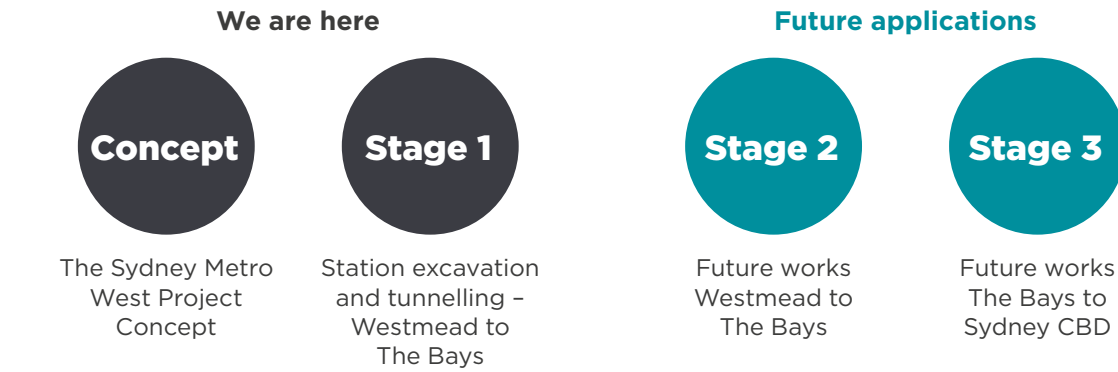 We are here
Future applications
Concept
Stage 1
Stage 2
Stage 3
The Sydney Metro
West Project
Concept
Station excavation
and tunnelling –
Westmead to
The Bays
Future works
Westmead to
The Bays
Future works
The Bays to
Sydney CBD